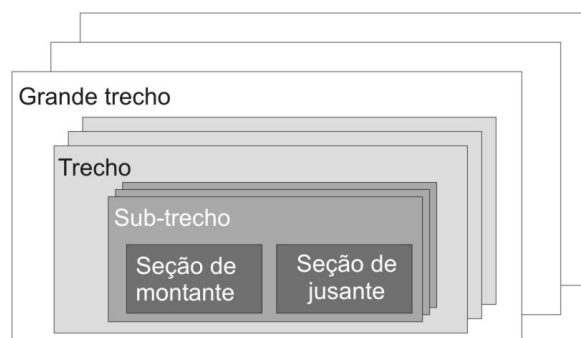 Grande trecho
Trecho
Sub-trecho
Seção de
montante
Seção de
jusante